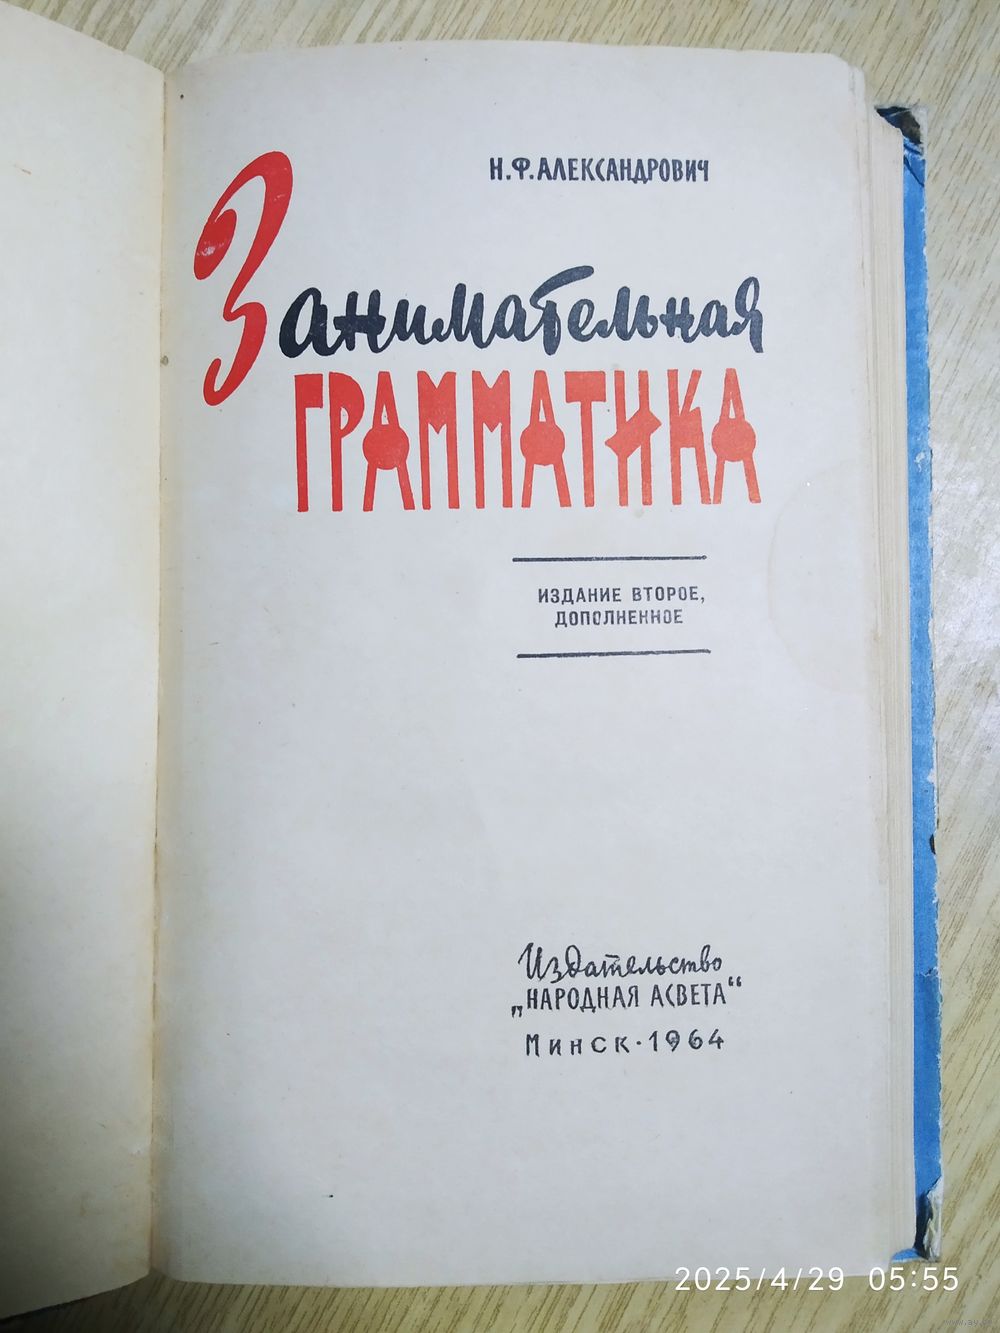 Н.Ф.АЛЕКСАНДРОВИЧ
Занимательная
ГРАММАТИКА
ИЗДАНИЕ ВТОРОЕ,
ДОПОЛНЕННОЕ
Издательство
„НАРОДНАЯ АСВЕТА“
Минск·1964
2025/4/29 05:55